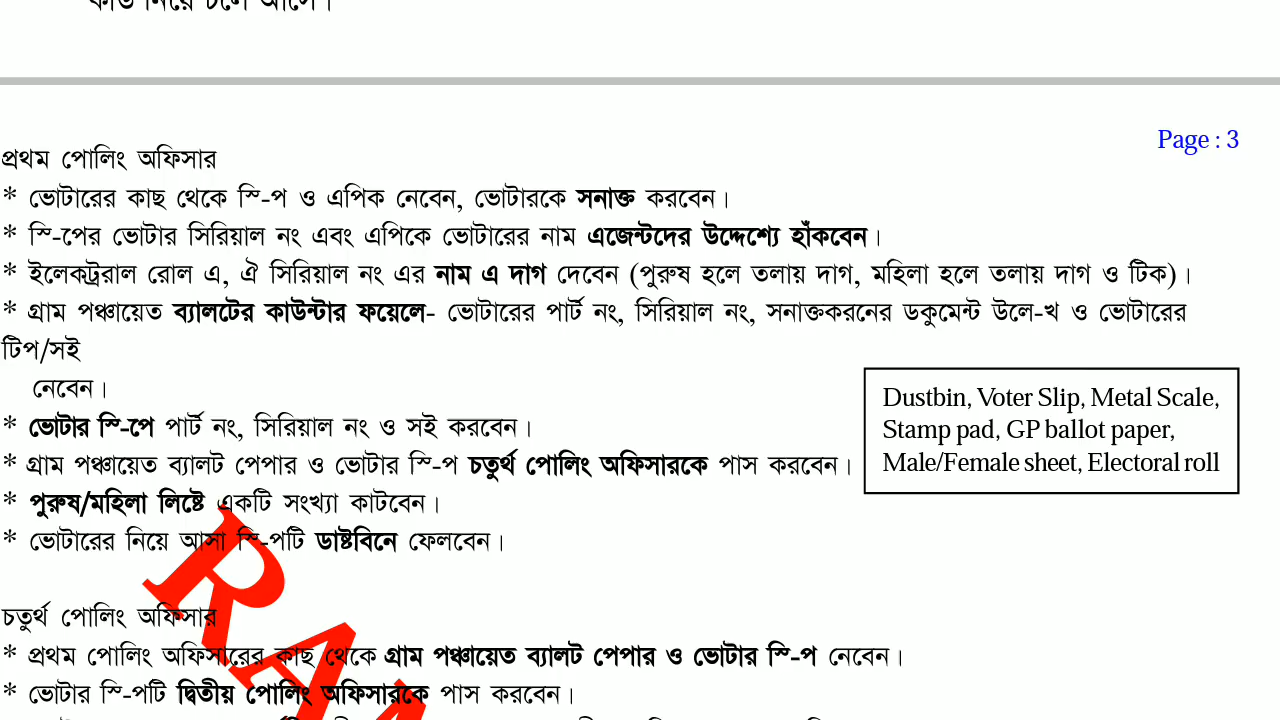 কার্ড নিয়ে চলে আসে।
Page : 3
প্রথম পোলিং অফিসার
* ভোটারের কাছ থেকে স্লি-প ও এপিক নেবেন, ভোটারকে সনাক্ত করবেন।
* স্লি-পের ভোটার সিরিয়াল নং এবং এপিকে ভোটারের নাম এজেন্টদের উদ্দেশ্যে হাঁকবেন।
* ইলেকট্ররাল রোল এ, ঐ সিরিয়াল নং এর নাম এ দাগ দেবেন (পুরুষ হলে তলায় দাগ, মহিলা হলে তলায় দাগ ও টিক)।
* গ্রাম পঞ্চায়েত ব্যালটের কাউন্টার ফয়েলে- ভোটারের পার্ট নং, সিরিয়াল নং, সনাক্তকরনের ডকুমেন্ট উলে-খ ও ভোটারের
টিপ/সই
নেবেন।
* ভোটার স্লি-পে পার্ট নং, সিরিয়াল নং ও সই করবেন।
* গ্রাম পঞ্চায়েত ব্যালট পেপার ও ভোটার স্লি-প চতুর্থ পোলিং অফিসারকে পাস করবেন।
* পুরুষ/মহিলা লিষ্টে একটি সংখ্যা কাটবেন।
* ভোটারের নিয়ে আসা স্লি-পটি ডাষ্টবিনে ফেলবেন।
Dustbin, Voter Slip, Metal Scale,
Stamp pad, GP ballot paper,
Male/Female sheet, Electoral roll
চতুর্থ পোলিং অফিসার
* প্রথম পোলিং অফিসারের কাছ থেকে গ্রাম পঞ্চায়েত ব্যালট পেপার ও ভোটার স্লি-প নেবেন।
* ভোটার স্লি-পটি দ্বিতীয় পোলিং অফিসারকে পাস করবেন।